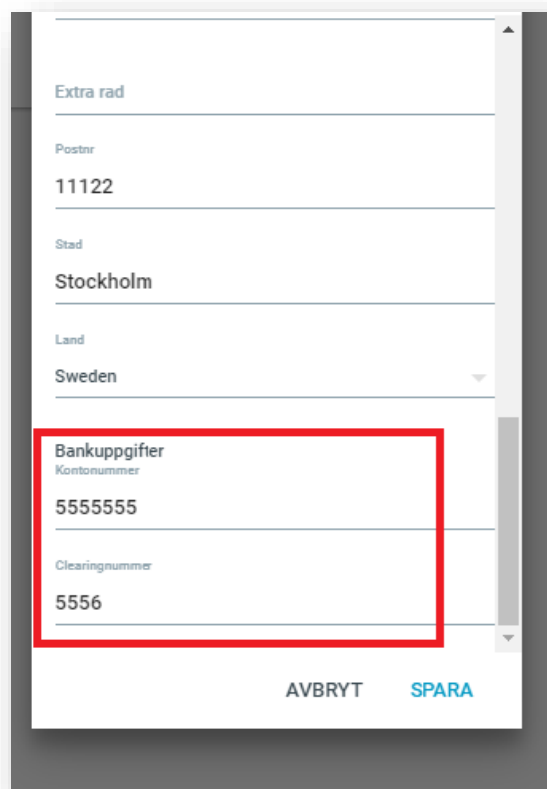 Extra rad
Postnr
11122
Stad
Stockholm
Land
Sweden
Bankuppgifter
Kontonummer
5555555
Clearingnummer
5556
AVBRYT SPARA